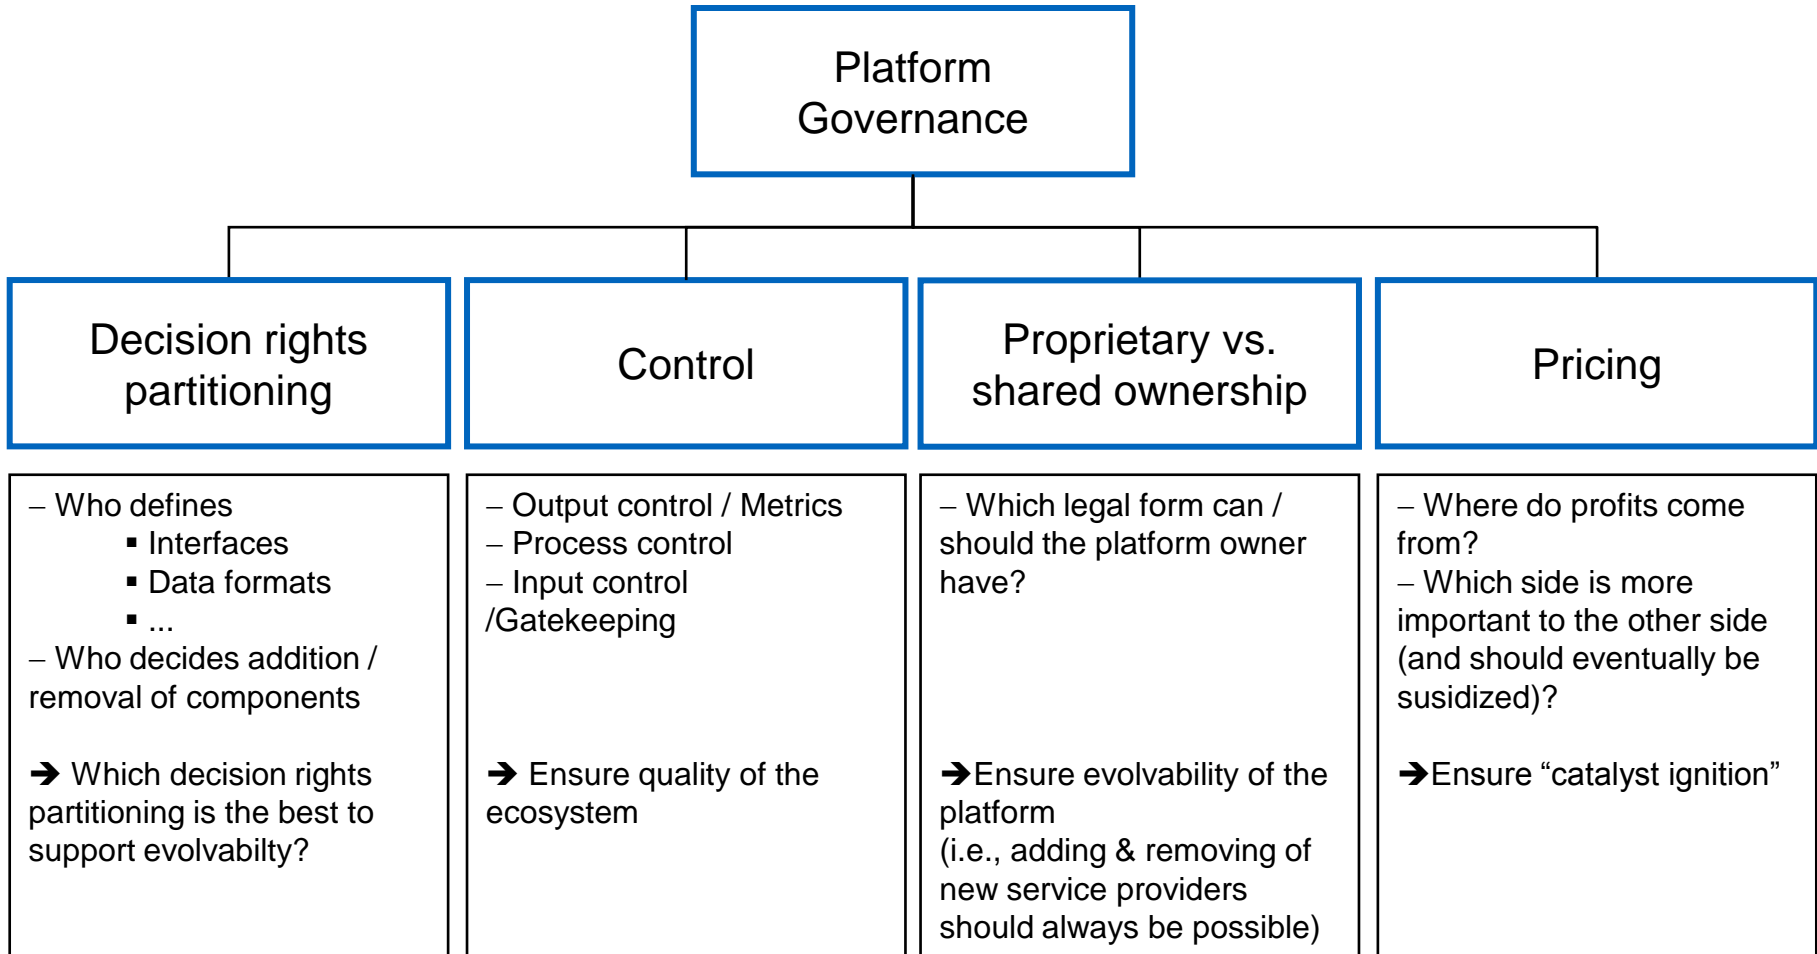 Platform
Governance
Decision rights
partitioning
Control
Proprietary vs.
shared ownership
Pricing
– Who defines
▪ Interfaces
▪ Data formats
▪ ...
– Who decides addition /
removal of components
➔ Which decision rights
partitioning is the best to
support evolvabilty?
– Output control / Metrics
– Process control
– Input control
/Gatekeeping
➔ Ensure quality of the
ecosystem
– Which legal form can /
should the platform owner
have?
➔Ensure evolvability of the
platform
(i.e., adding & removing of
new service providers
should always be possible)
– Where do profits come
from?
– Which side is more
important to the other side
(and should eventually be
susidized)?
➔Ensure “catalyst ignition”